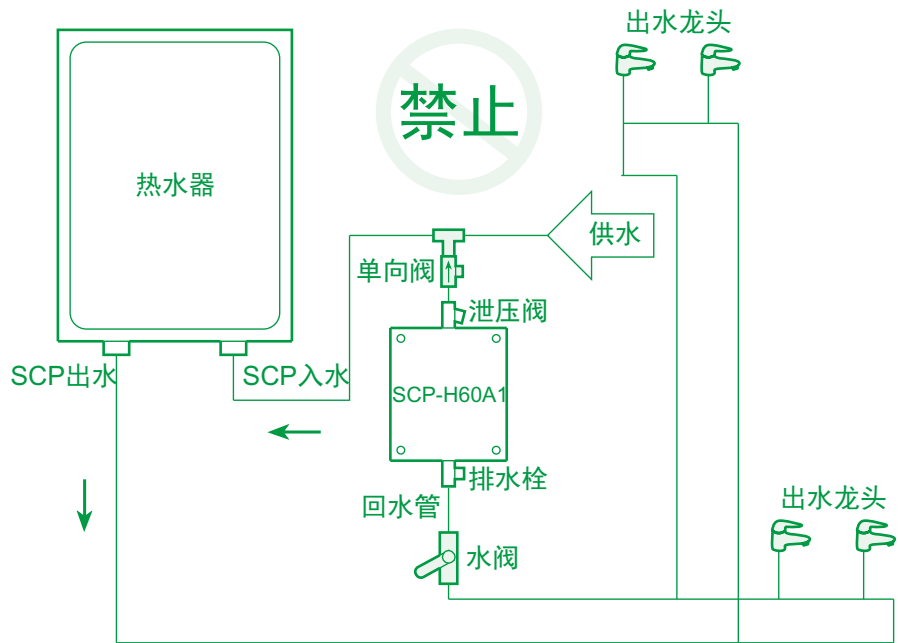 出水龙头
禁止
热水器
供水
单向阀
泄压阀
SCP出水
SCP入水
SCP-H60A1
排水栓
回水管
出水龙头
水阀